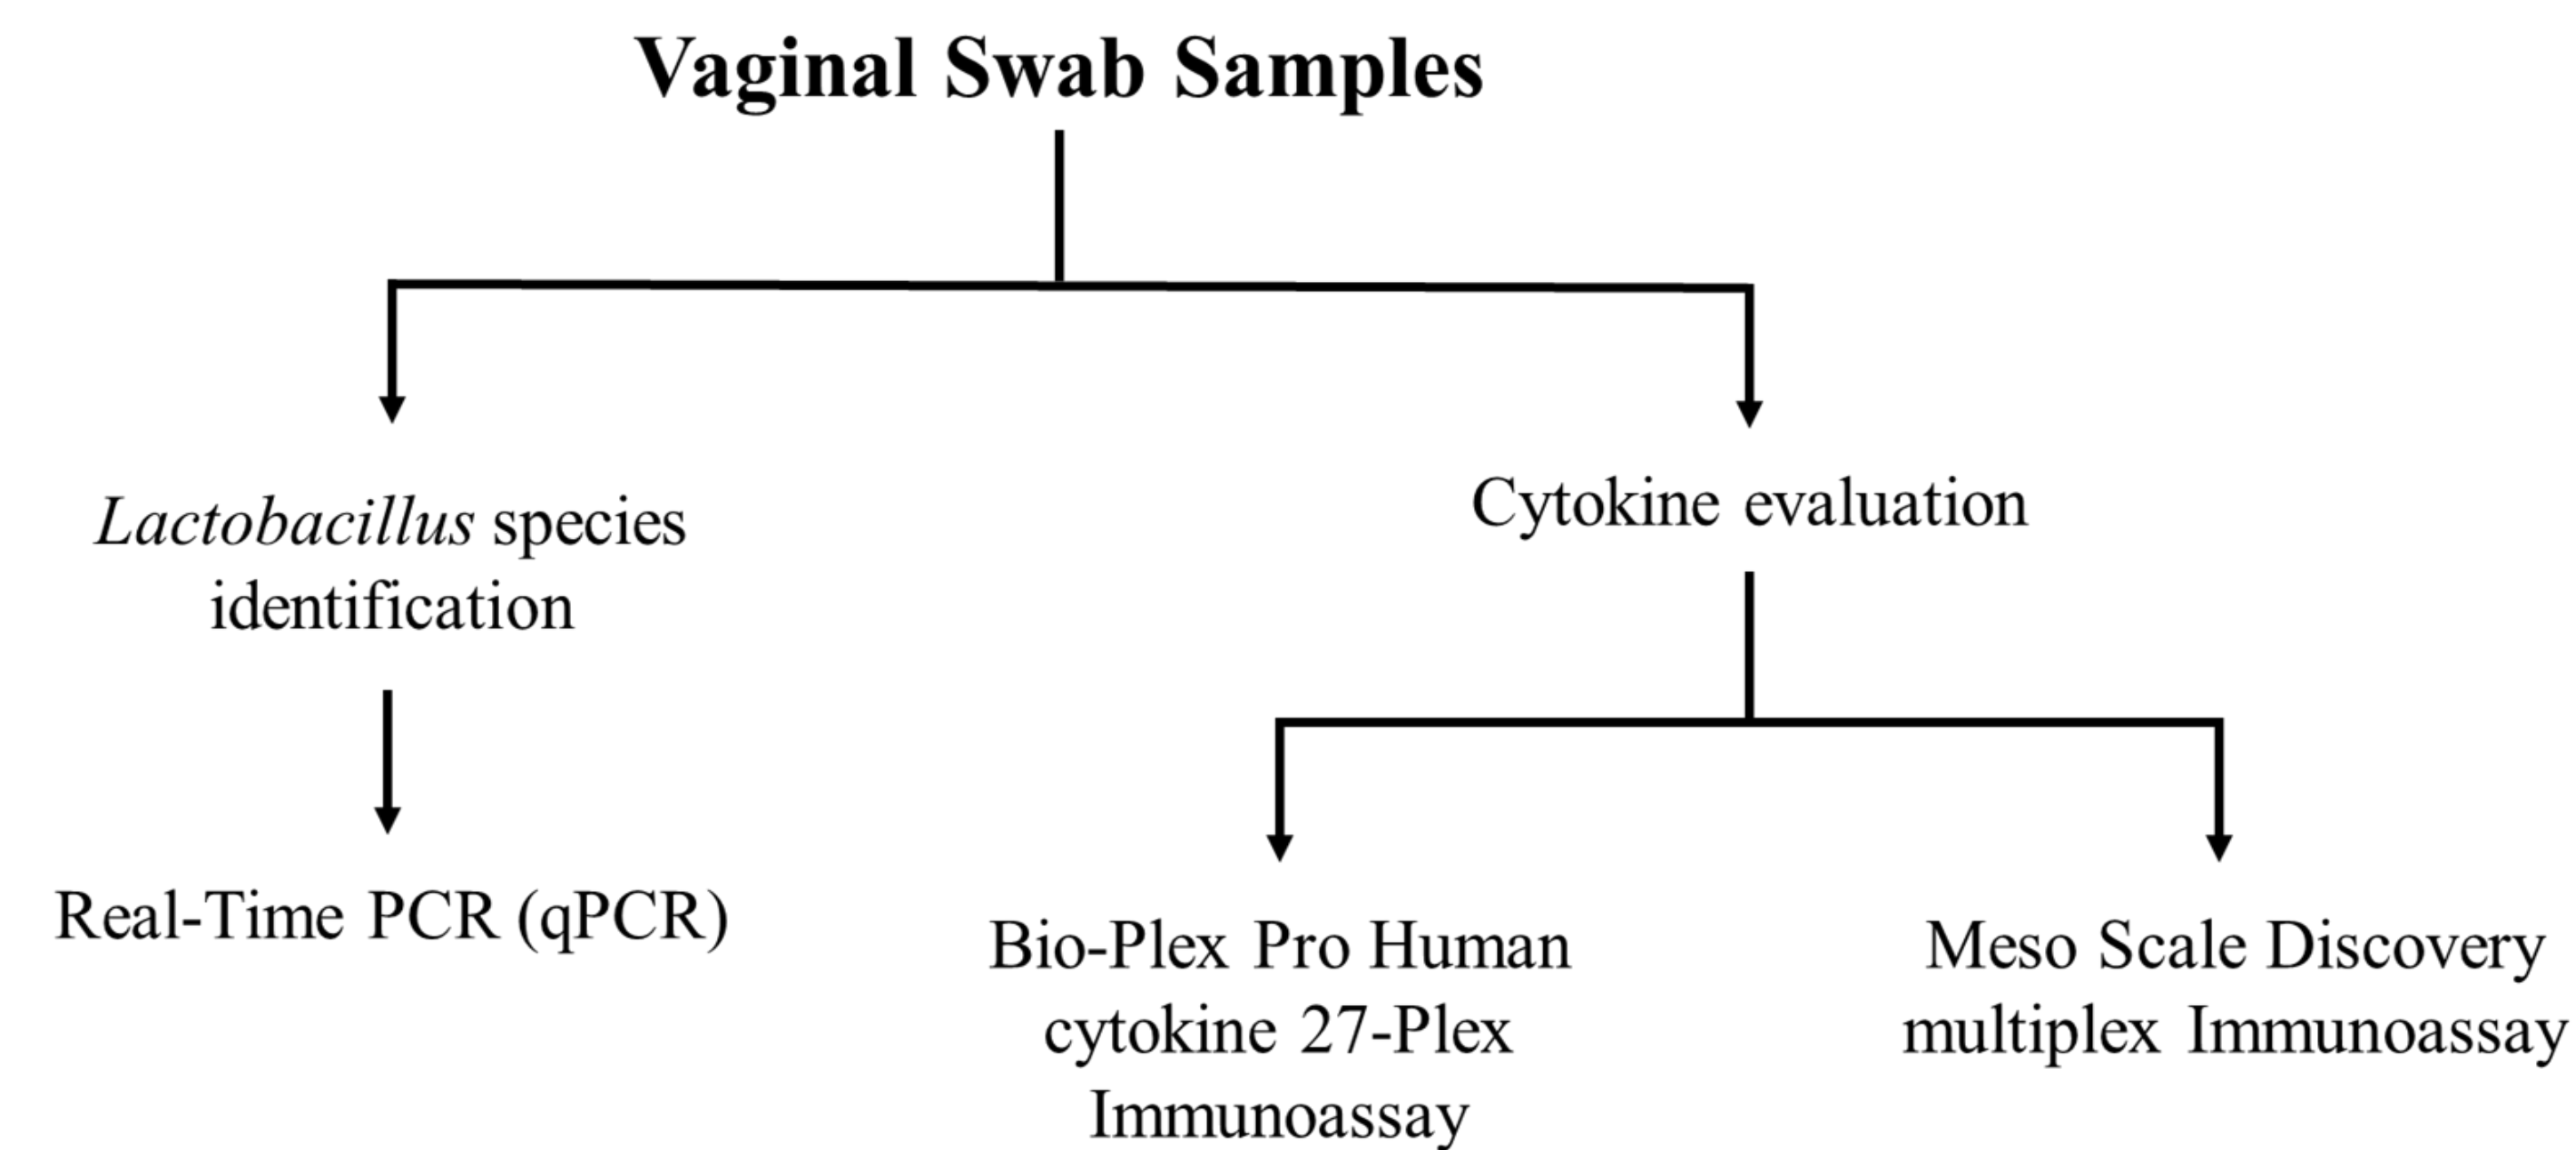 Vaginal Swab Samples
Lactobacillus species
identification
Cytokine evaluation
Real-Time PCR (qPCR)
Bio-Plex Pro Human
cytokine 27-Plex
Immunoassay
Meso Scale Discovery
multiplex Immunoassay